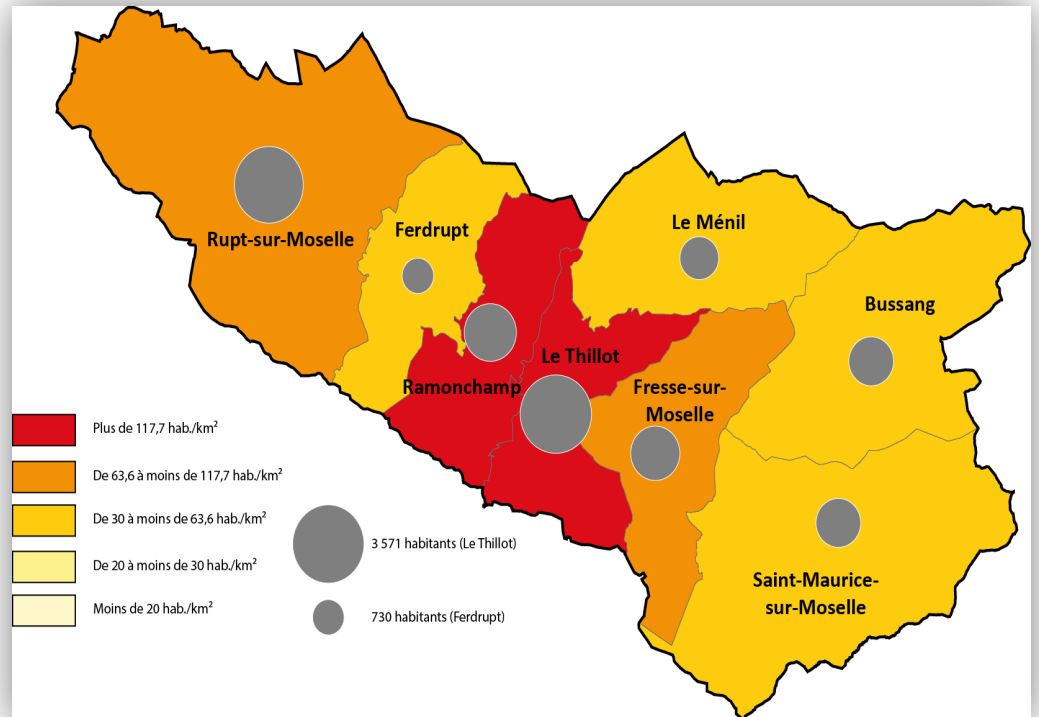 Rupt-sur-Moselle
Ferdrupt
Le Ménil
Bussang
Le Thillot
Ramonchamp
Fresse-sur-
Moselle
Saint-Maurice-
sur-Moselle
Plus de 117,7 hab./km²
De 63,6 à moins de 117,7 hab./km²
De 30 à moins de 63,6 hab./km²
De 20 à moins de 30 hab./km²
Moins de 20 hab./km²
3 571 habitants (Le Thillot)
730 habitants (Ferdrupt)